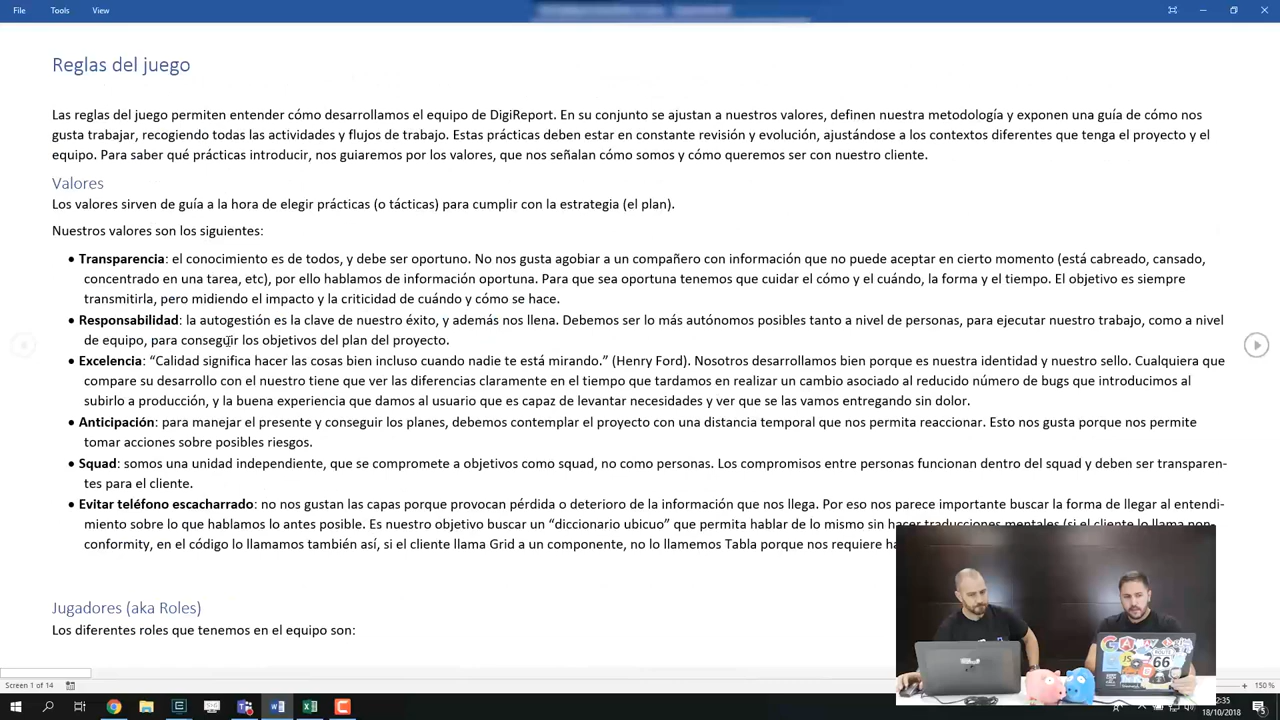 File Tools View
Reglas del juego
Las reglas del juego permiten entender cómo desarrollamos el equipo de DigiReport. En su conjunto se ajustan a nuestros valores, definen nuestra metodología y exponen una guía de cómo nos
gusta trabajar, recogiendo todas las actividades y flujos de trabajo. Estas prácticas deben estar en constante revisión y evolución, ajustándose a los contextos diferentes que tenga el proyecto y el
equipo. Para saber qué prácticas introducir, nos guiaremos por los valores, que nos señalan cómo somos y cómo queremos ser con nuestro cliente.
Valores
Los valores sirven de guía a la hora de elegir prácticas (o tácticas) para cumplir con la estrategia (el plan).
Nuestros valores son los siguientes:
• Transparencia: el conocimiento es de todos, y debe ser oportuno. No nos gusta agobiar a un compañero con información que no puede aceptar en cierto momento (está cabreado, cansado,
concentrado en una tarea, etc), por ello hablamos de información oportuna. Para que sea oportuna tenemos que cuidar el cómo y el cuándo, la forma y el tiempo. El objetivo es siempre
transmitirla, pero midiendo el impacto y la criticidad de cuándo y cómo se hace.
• Responsabilidad: la autogestión es la clave de nuestro éxito, y además nos llena. Debemos ser lo más autónomos posibles tanto a nivel de personas, para ejecutar nuestro trabajo, como a nivel
de equipo, para conseguir los objetivos del plan del proyecto.
• Excelencia: “Calidad significa hacer las cosas bien incluso cuando nadie te está mirando.” (Henry Ford). Nosotros desarrollamos bien porque es nuestra identidad y nuestro sello. Cualquiera que
compare su desarrollo con el nuestro tiene que ver las diferencias claramente en el tiempo que tardamos en realizar un cambio asociado al reducido número de bugs que introducimos al
subirlo a producción, y la buena experiencia que damos al usuario que es capaz de levantar necesidades y ver que se las vamos entregando sin dolor.
• Anticipación: para manejar el presente y conseguir los planes, debemos contemplar el proyecto con una distancia temporal que nos permita reaccionar. Esto nos gusta porque nos permite
tomar acciones sobre posibles riesgos.
• Squad: somos una unidad independiente, que se compromete a objetivos como squad, no como personas. Los compromisos entre personas funcionan dentro del squad y deben ser transparen-
tes para el cliente.
• Evitar teléfono escacharrado: no nos gustan las capas porque provocan pérdida o deterioro de la información que nos llega. Por eso nos parece importante buscar la forma de llegar al entendi-
miento sobre lo que hablamos lo antes posible. Es nuestro objetivo buscar un “diccionario ubicuo” que permita hablar de lo mismo sin hacer traducciones mentales (si el cliente lo llama non-
conformity, en el código lo llamamos también así, si el cliente llama Grid a un componente, no lo llamemos Tabla porque nos requiere
Jugadores (aka Roles)
Los diferentes roles que tenemos en el equipo son:
JS
66
Screen 1 of 14
150 %
2:35
18/10/2018